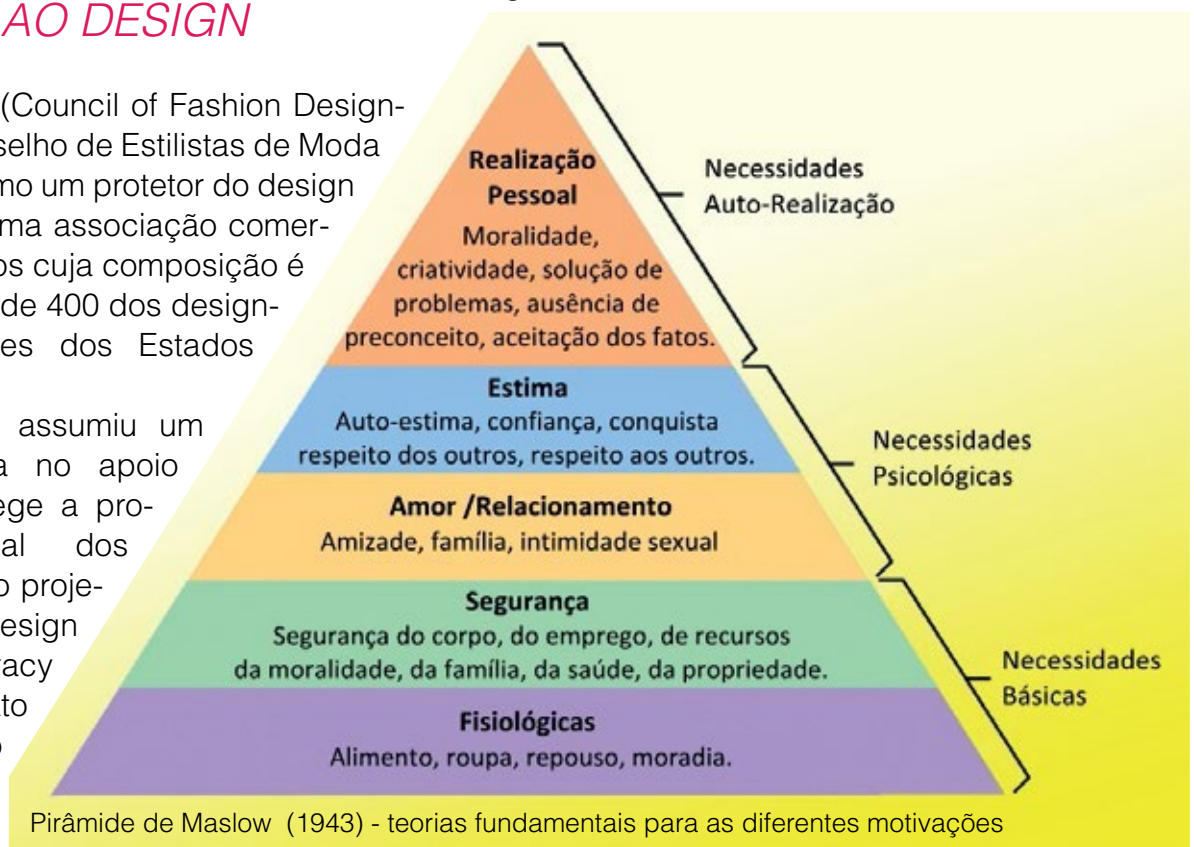 AO DESIGN
(Council of Fashion Design-
selho de Estilistas de Moda
mo um protetor do design
ma associação comer-
os cuja composição é
de 400 dos design-
es dos Estados
assumiu um
a no apoio
ege a pro-
al dos
o proje-
esign
racy
to
Realização
Pessoal
Moralidade,
criatividade, solução de
problemas, ausência de
preconceito, aceitação dos fatos.
Necessidades
Auto-Realização
Estima
Auto-estima, confiança, conquista
respeito dos outros, respeito aos outros.
Amor /Relacionamento
Amizade, família, intimidade sexual
Necessidades
Psicológicas
Segurança
Segurança do corpo, do emprego, de recursos
da moralidade, da família, da saúde, da propriedade.
Fisiológicas
Alimento, roupa, repouso, moradia.
Necessidades
Básicas
Pirâmide de Maslow (1943) - teorias fundamentais para as diferentes motivações